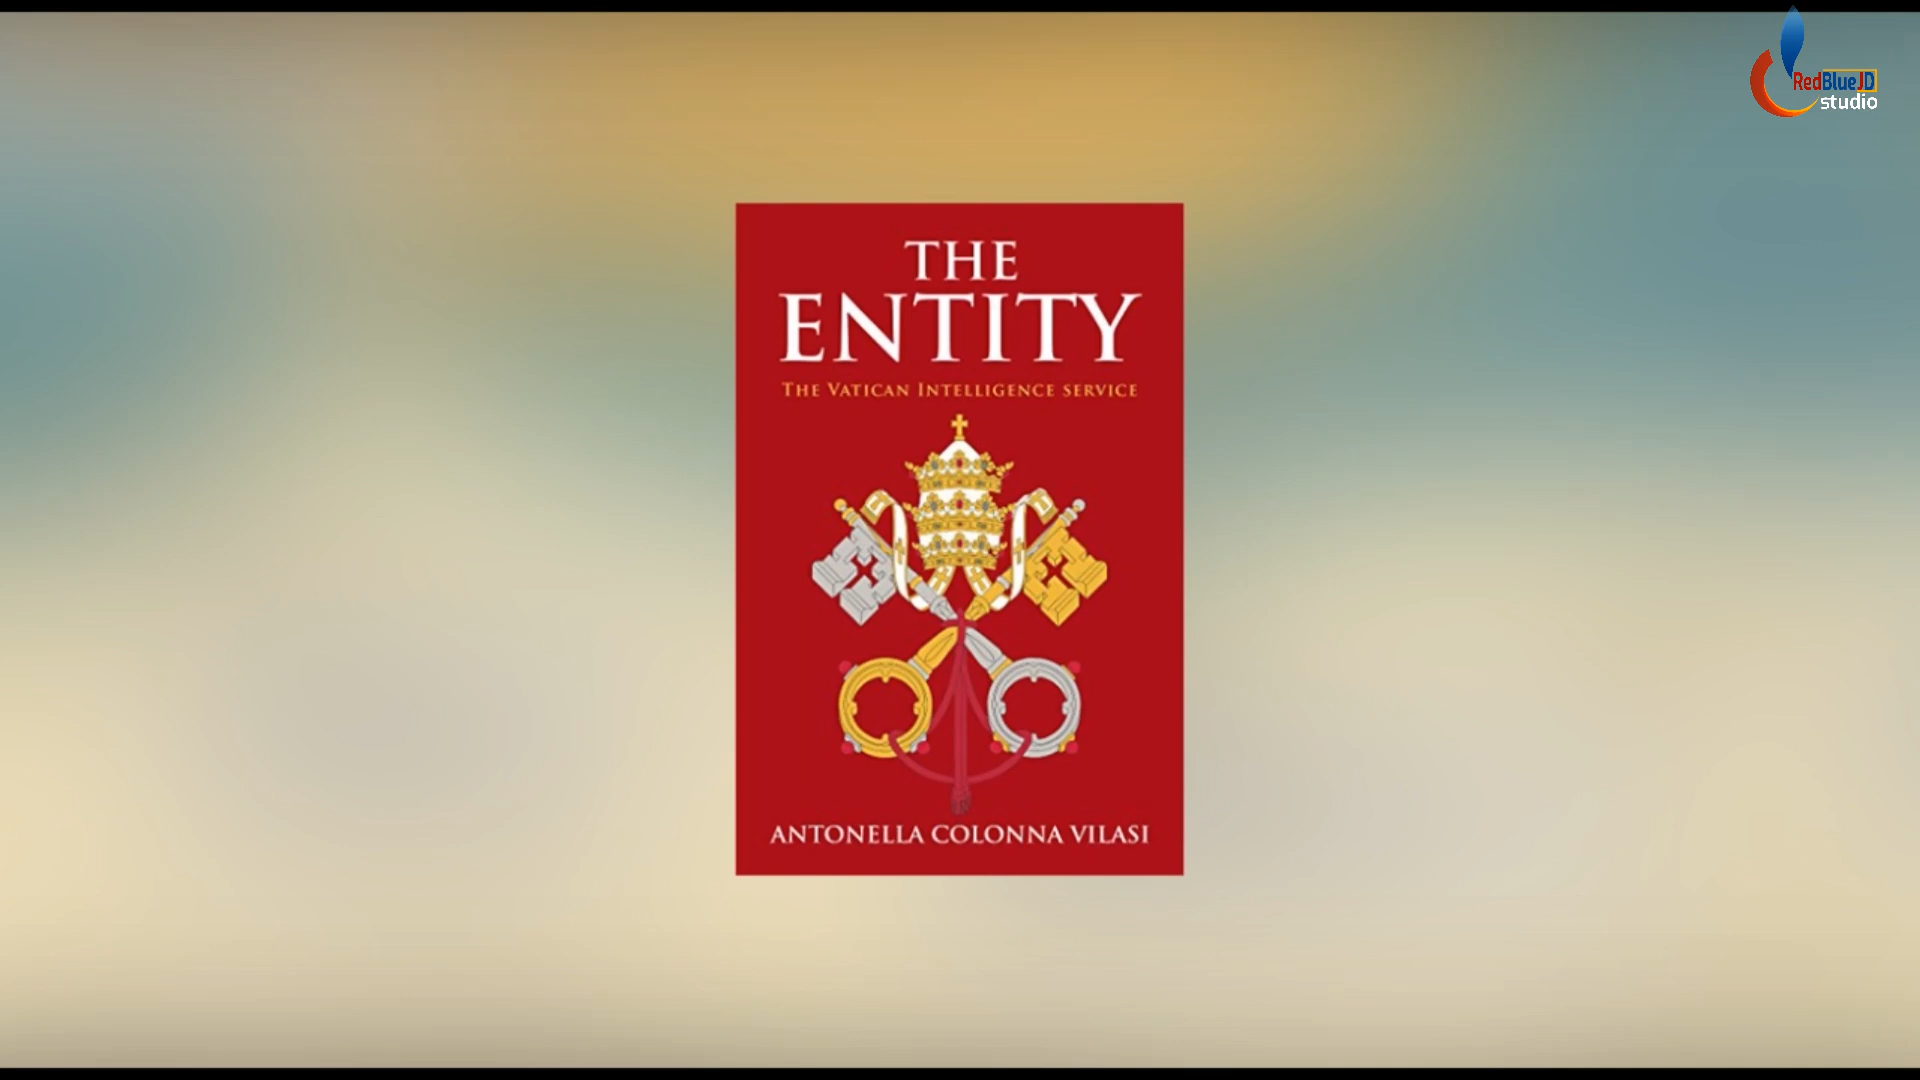 RedBlueJD
studio
THE
ENTITY
THE VATICAN INTELLIGENCE SERVICE
ANTONELLA COLONNA VILASI